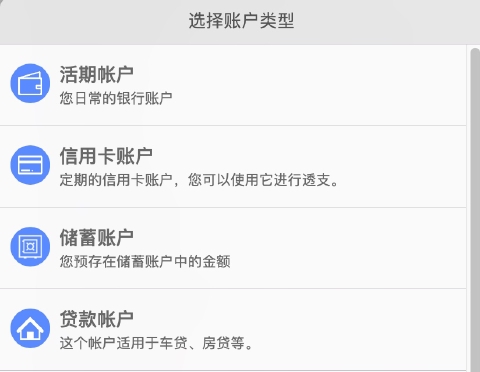 选择账户类型
活期帐户
您日常的银行账户
信用卡账户
定期的信用卡账户，您可以使用它进行透支。
储蓄账户
您预存在储蓄账户中的金额
贷款帐户
这个帐户适用于车贷、房贷等。